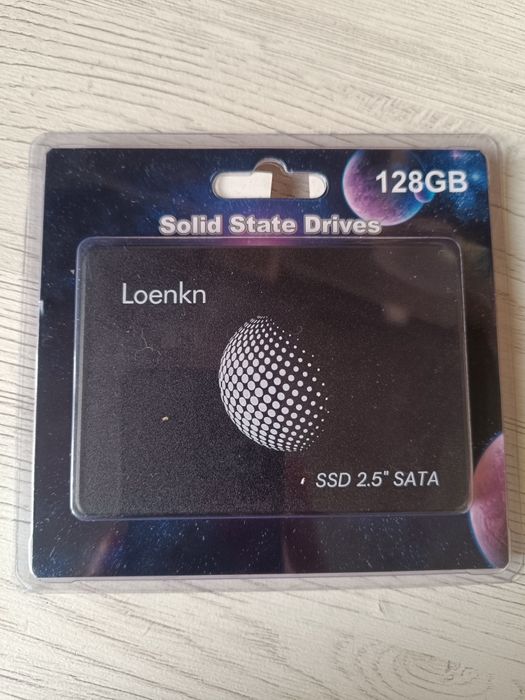 128GB
Solid State Drives
Loenkn
SSD 2.5" SATA